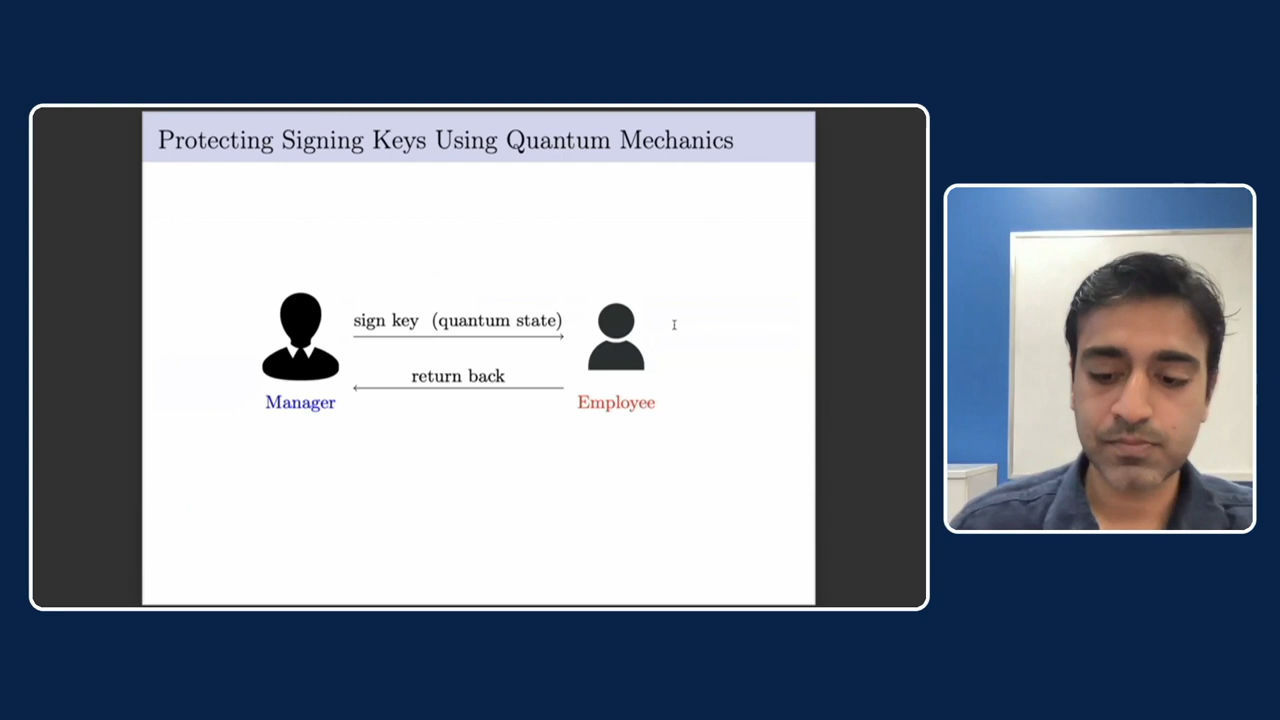 Protecting Signing Keys Using Quantum Mechanics
sign key (quantum state)
return back
Manager
Employee